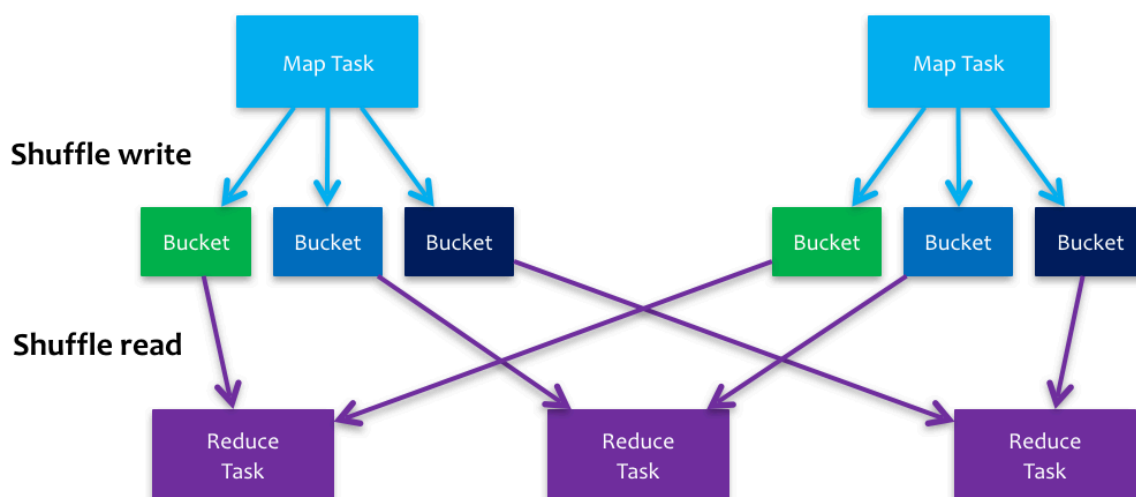 Map Task
Map Task
Shuffle write
Bucket
Bucket
Bucket
Bucket
Bucket
Bucket
Shuffle read
Reduce
Task
Reduce
Task
Reduce
Task